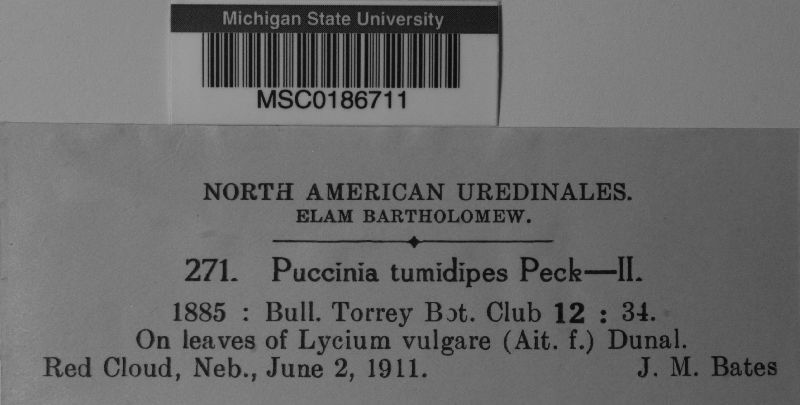 Michigan State University
MSC0186711
NORTH AMERICAN UREDINALES.
ELAM BARTHOLOMEW.
271. Puccinia tumidipes Peck—II.
1885 : Bull. Torrey Bot. Club 12 : 34.
On leaves of Lycium vulgare (Ait. f.) Dunal.
Red Cloud, Neb., June 2, 1911. J. M. Bates